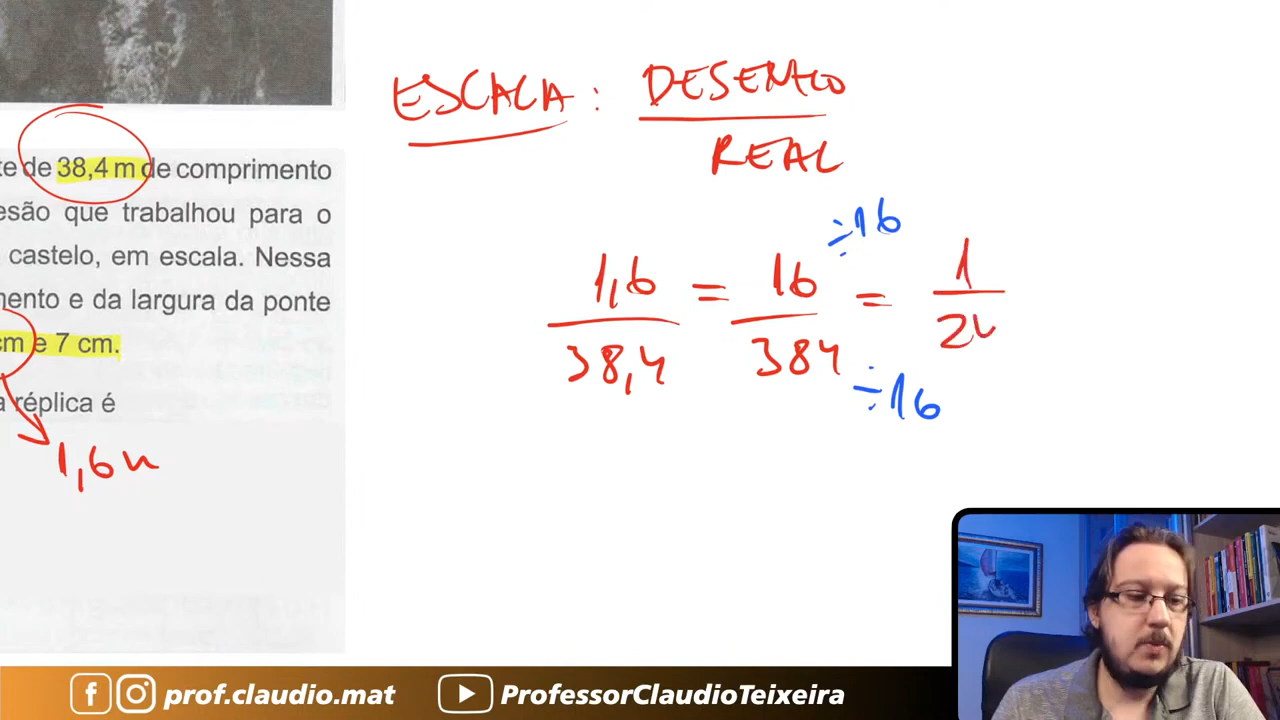 te de 38,4 m de comprimento
esão que trabalhou para o
castelo, em escala. Nessa
mento e da largura da ponte
cm e 7 cm.
a réplica é
1,6 m
ESCALA: DESENHO
REAL
1,6 = 16 ÷16 = 1
38,4 384 ÷16 24
prof.claudio.mat ProfessorClaudioTeixeira